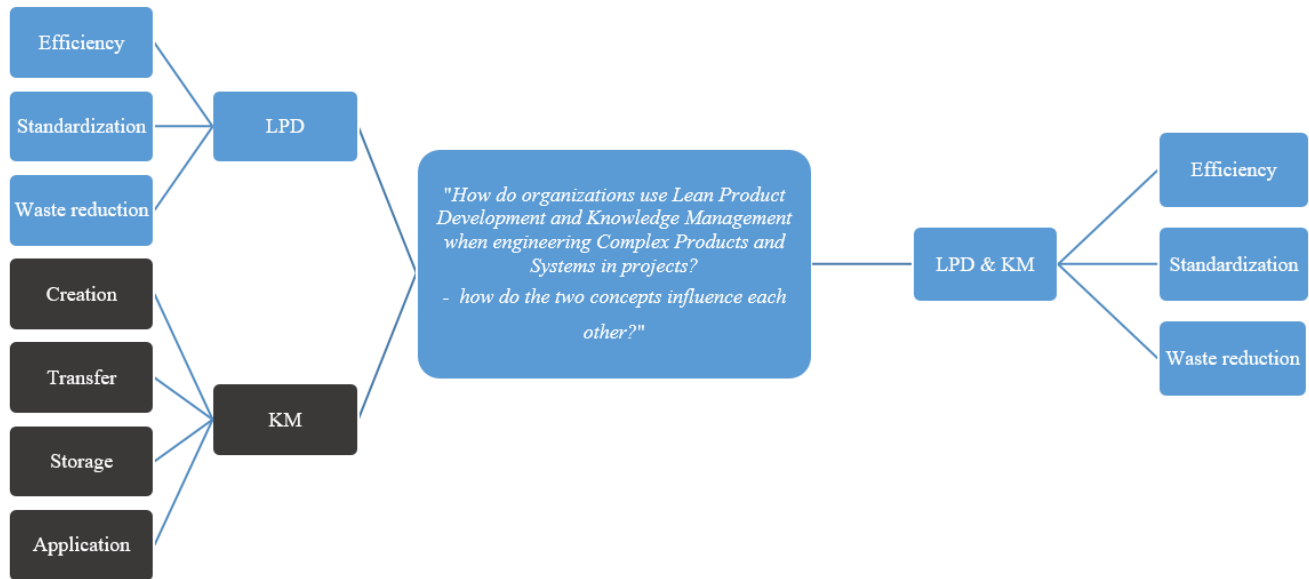 Efficiency
Standardization
Waste reduction
Creation
Transfer
Storage
Application
LPD
KM
"How do organizations use Lean Product
Development and Knowledge Management
when engineering Complex Products and
Systems in projects?
- how do the two concepts influence each
other?"
LPD & KM
Efficiency
Standardization
Waste reduction